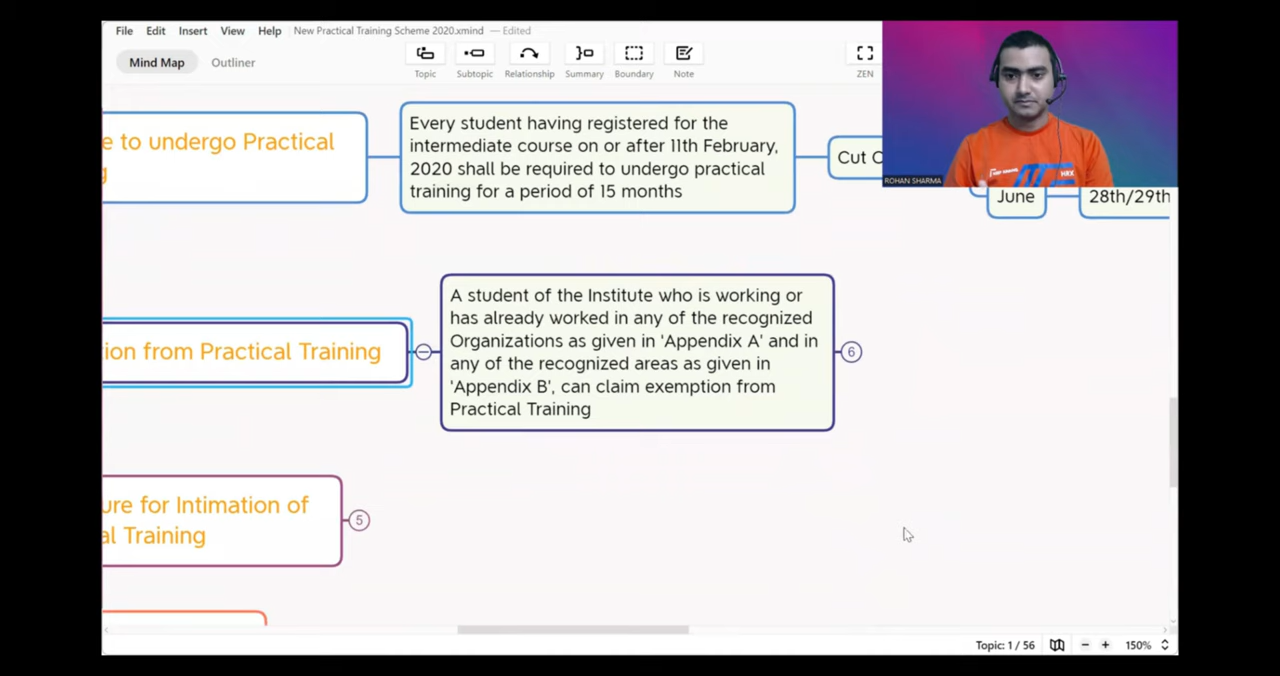 File Edit Insert View Help New Practical Training Scheme 2020.xmind — Edited
Mind Map Outliner
Topic Subtopic Relationship Summary Boundary Note ZEN
e to undergo Practical
g
Every student having registered for the
intermediate course on or after 11th February,
2020 shall be required to undergo practical
training for a period of 15 months
Cut O
ROHAN SHARMA
HRX
June
28th/29th
ion from Practical Training
A student of the Institute who is working or
has already worked in any of the recognized
Organizations as given in 'Appendix A' and in
any of the recognized areas as given in
'Appendix B', can claim exemption from
Practical Training
6
ure for Intimation of
al Training
5
Topic: 1 / 56
150%